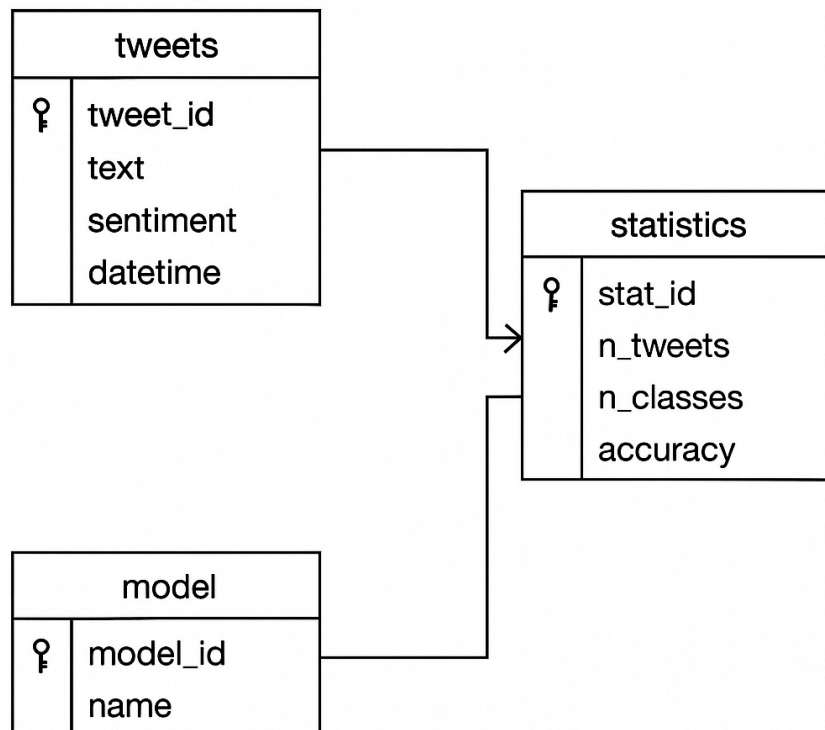 tweets
tweet_id
text
sentiment
datetime
statistics
stat_id
n_tweets
n_classes
accuracy
model
model_id
name